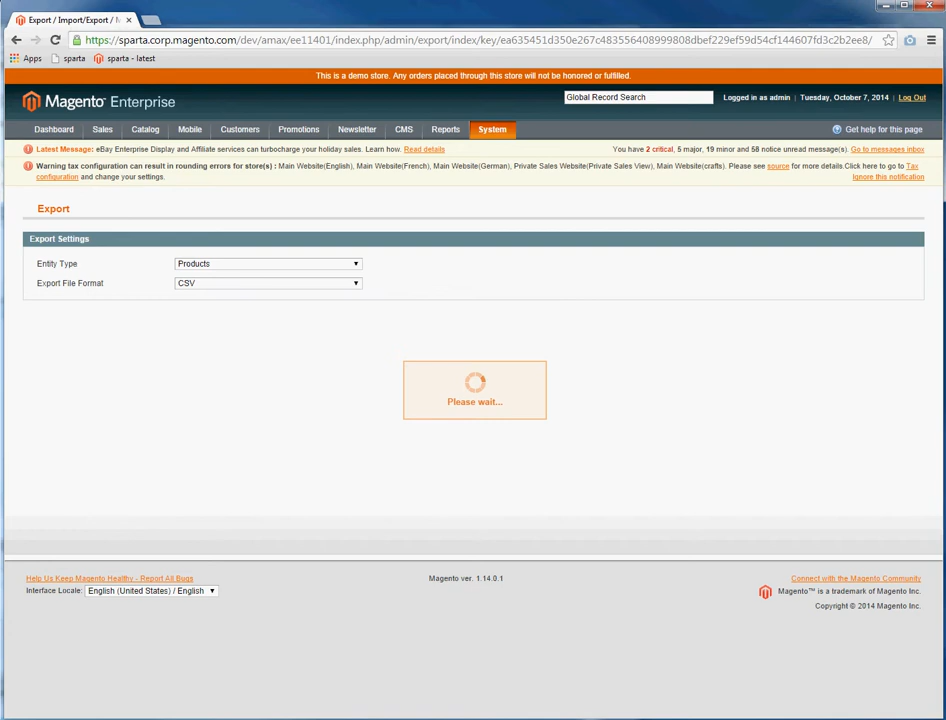 Export / Import/Export / M
https://sparta.corp.magento.com/dev/amax/ee11401/index.php/admin/export/index/key/ea635451d350e267c483556408999808dbef229ef59d54cf144607fd3c2b2ee8/
Apps sparta sparta - latest
This is a demo store. Any orders placed through this store will not be honored or fulfilled.
Magento™ Enterprise Global Record Search Logged in as admin | Tuesday, October 7, 2014 | Log Out
Dashboard Sales Catalog Mobile Customers Promotions Newsletter CMS Reports System Get help for this page
Latest Message: eBay Enterprise Display and Affiliate services can turbocharge your holiday sales. Learn how. Read details You have 2 critical, 5 major, 19 minor and 58 notice unread message(s). Go to messages inbox
Warning tax configuration can result in rounding errors for store(s) : Main Website(English), Main Website(French), Main Website(German), Private Sales Website(Private Sales View), Main Website(crafts). Please see source for more details.Click here to go to Tax
configuration and change your settings. Ignore this notification
Export
Export Settings
Entity Type Products
Export File Format CSV
Please wait...
Help Us Keep Magento Healthy - Report All Bugs Magento ver. 1.14.0.1 Connect with the Magento Community
Interface Locale: English (United States) / English Magento™ is a trademark of Magento Inc.
Copyright © 2014 Magento Inc.